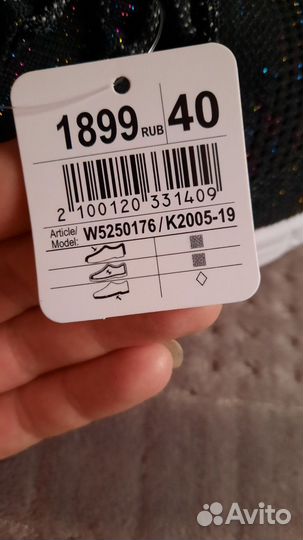 1899 RUB 40
2 100120 331409
Article/
Model: W5250176/K2005-19
Avito